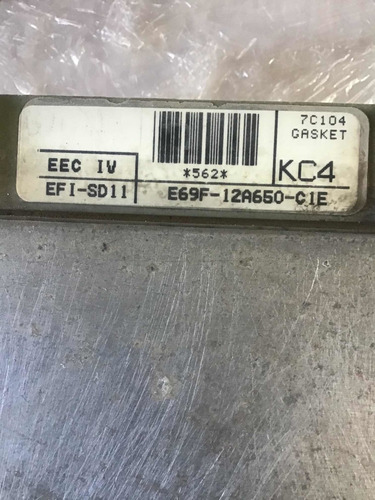 7C104
GASKET
EEC IV
*562*
KC4
EFI-SD11
E69F-12A650-C1E